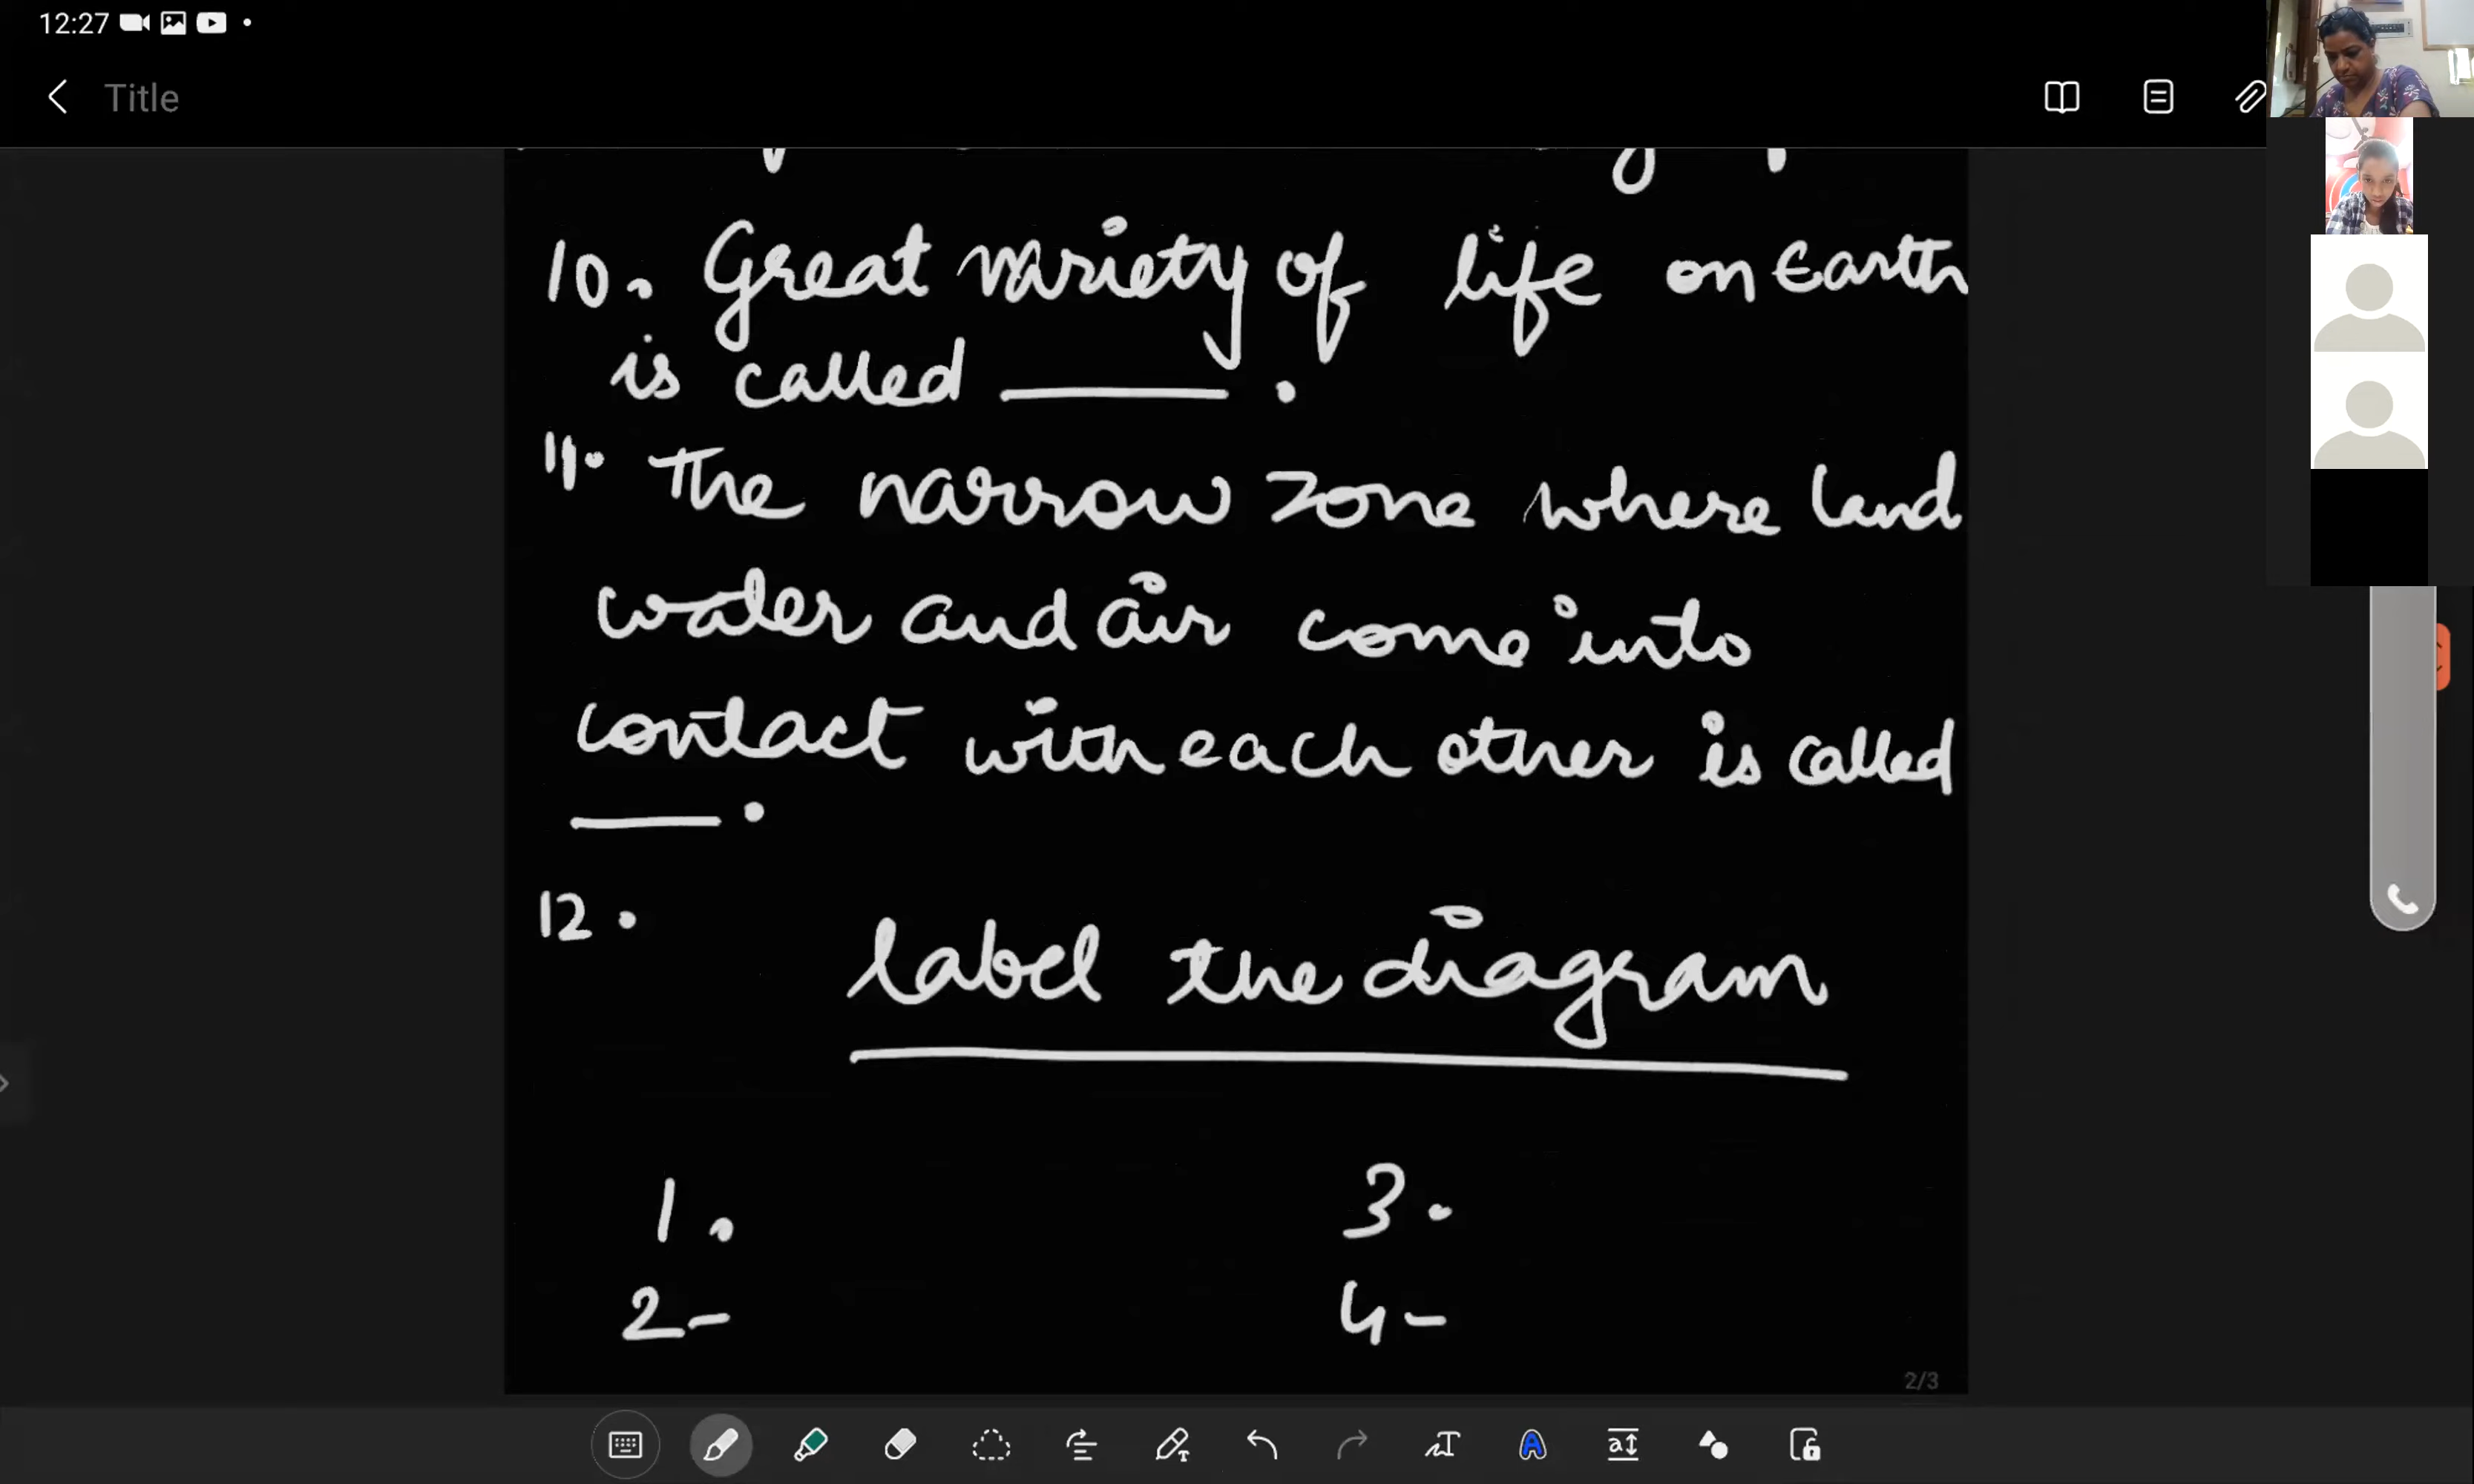 12:27
Title
10. Great variety of life on Earth
is called ______ .
11. The narrow zone where land
water and air come into
contact with each other is called
____ .
12.
label the diagram
1. 3.
2- 4-
2/3